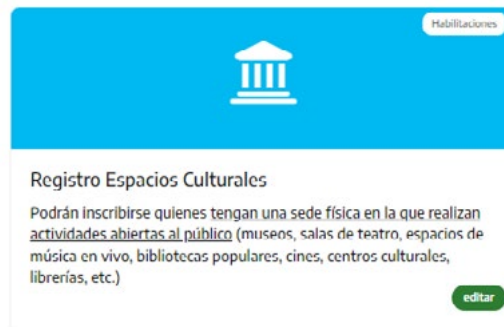 Habilitaciones
Registro Espacios Culturales
Podrán inscribirse quienes tengan una sede física en la que realizan
actividades abiertas al público (museos, salas de teatro, espacios de
música en vivo, bibliotecas populares, cines, centros culturales,
librerías, etc.)
editar